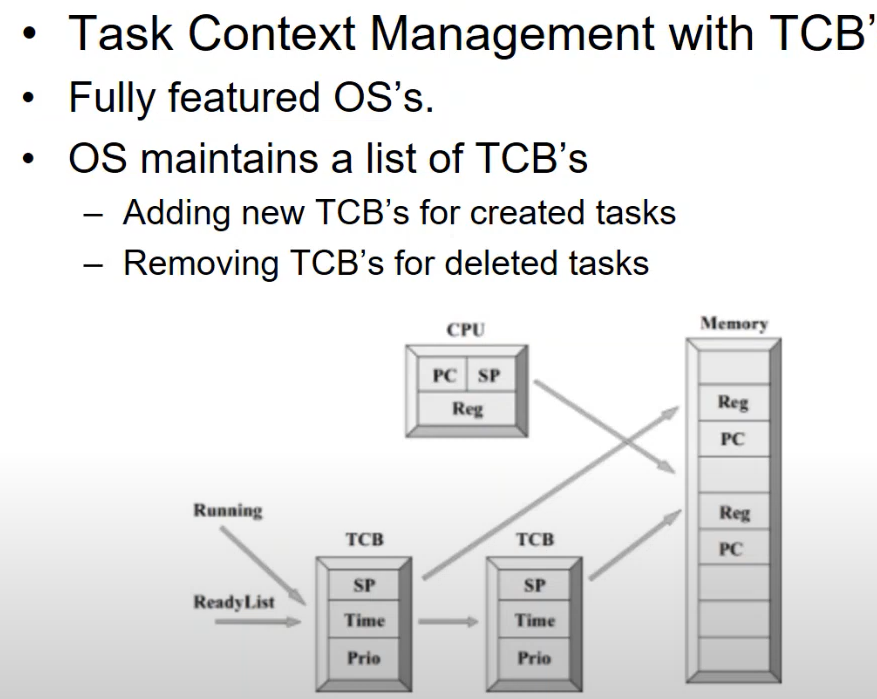 • Task Context Management with TCB'
• Fully featured OS's.
• OS maintains a list of TCB's
– Adding new TCB's for created tasks
– Removing TCB's for deleted tasks
CPU
PC SP
Reg
Memory
Reg
PC
Reg
PC
Running
ReadyList
TCB
SP
Time
Prio
TCB
SP
Time
Prio